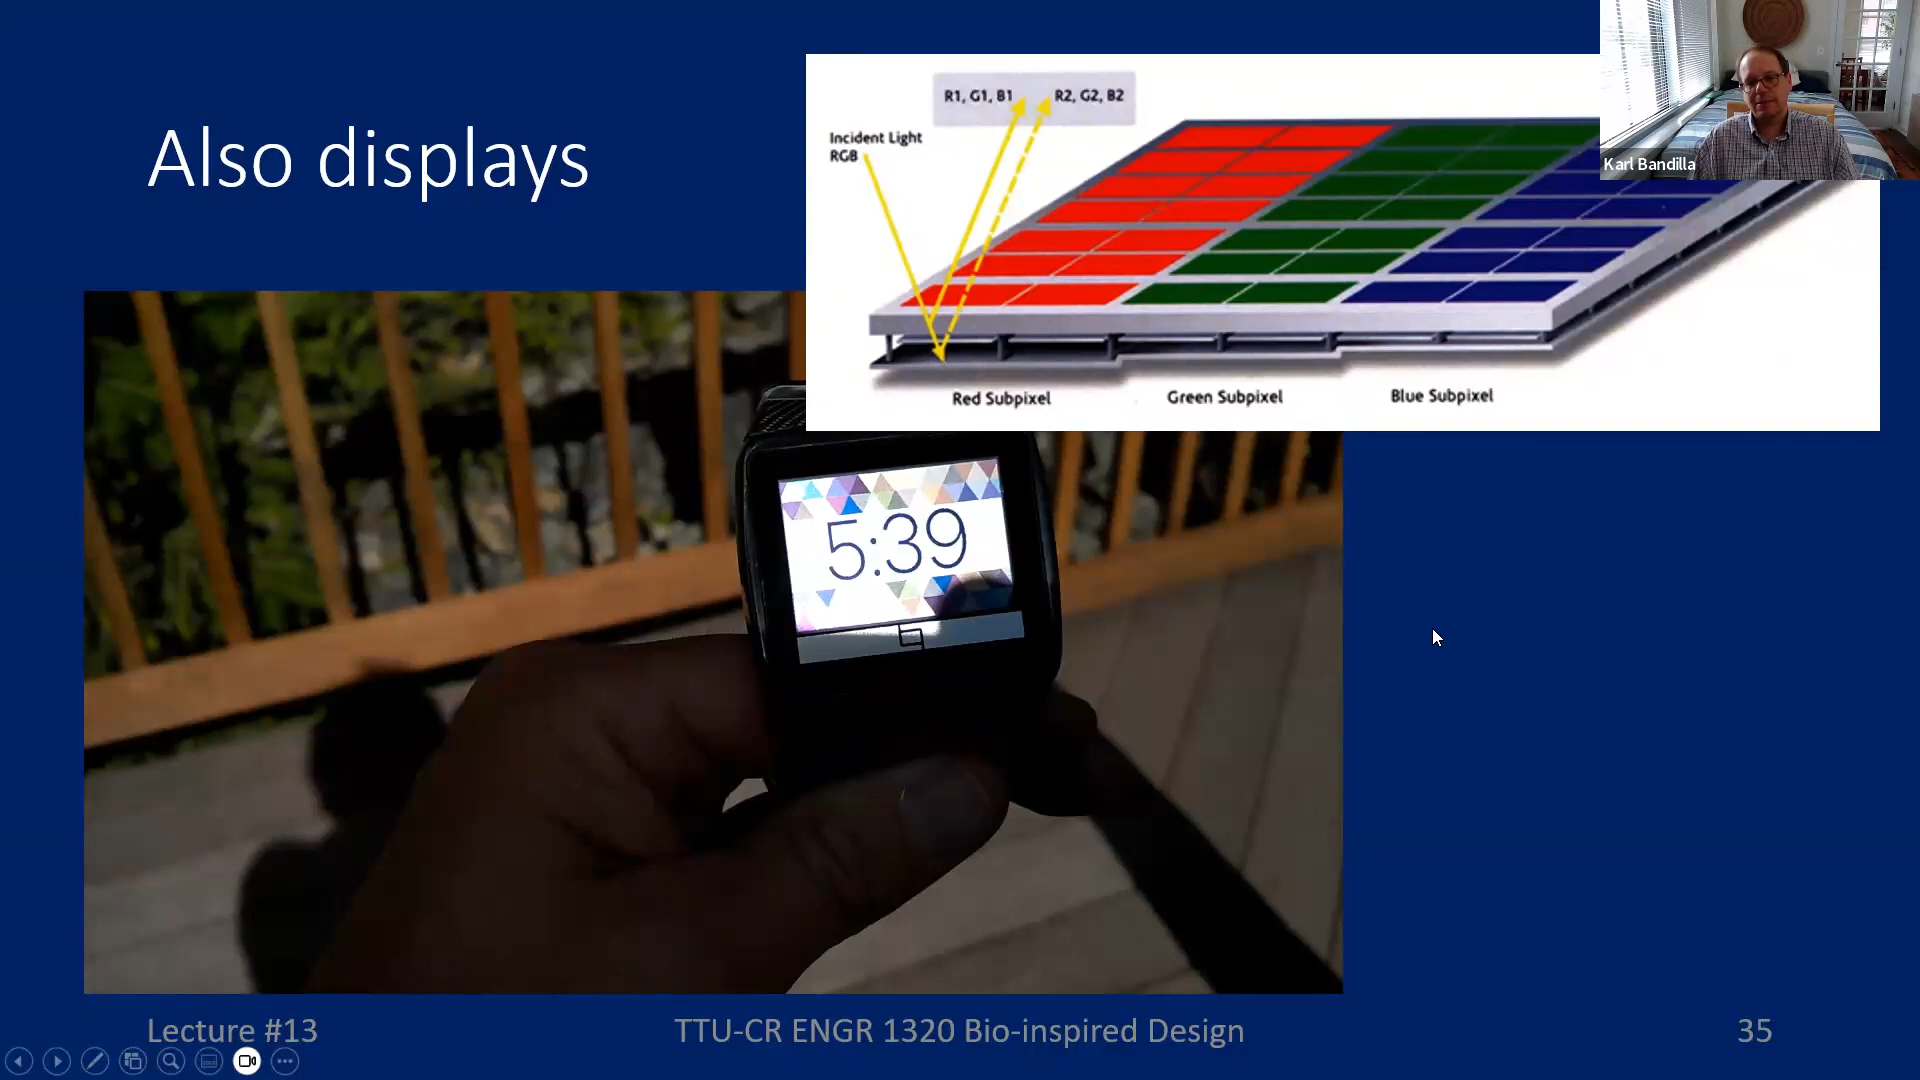 Also displays
R1, G1, B1 R2, G2, B2
Incident Light
RGB
Red Subpixel Green Subpixel Blue Subpixel
Karl Bandilla
5:39
Lecture #13 TTU-CR ENGR 1320 Bio-inspired Design 35